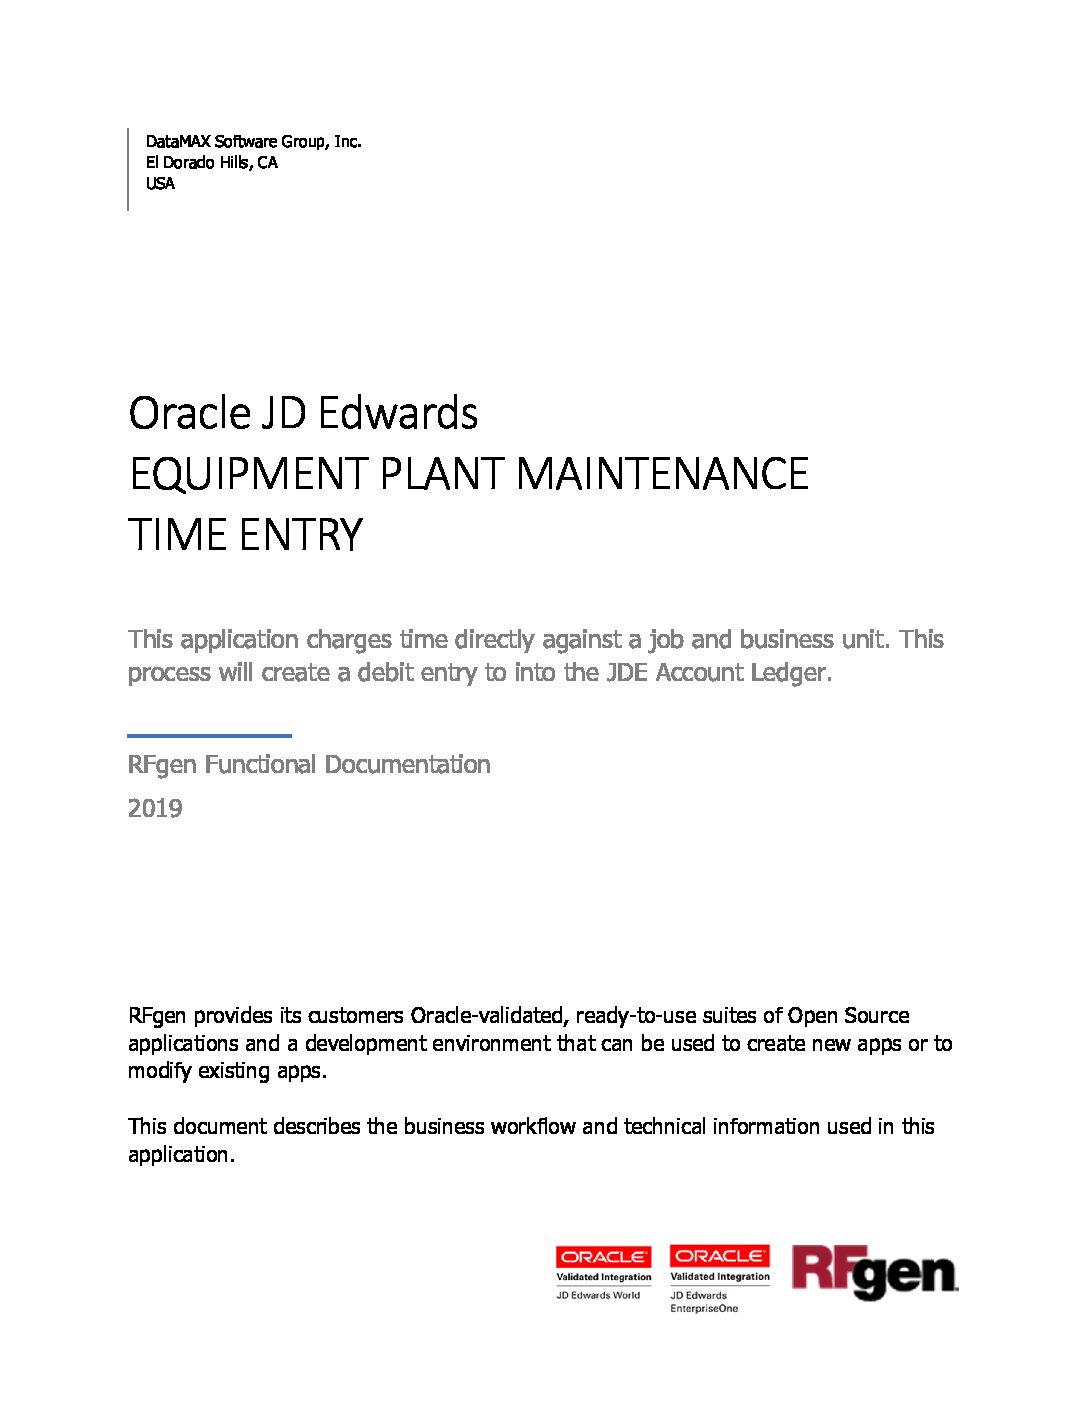 DataMAX Software Group, Inc.
El Dorado Hills, CA
USA
Oracle JD Edwards
EQUIPMENT PLANT MAINTENANCE
TIME ENTRY
This application charges time directly against a job and business unit. This
process will create a debit entry to into the JDE Account Ledger.
RFgen Functional Documentation
2019
RFgen provides its customers Oracle-validated, ready-to-use suites of Open Source
applications and a development environment that can be used to create new apps or to
modify existing apps.
This document describes the business workflow and technical information used in this
application.
ORACLE
Validated Integration
JD Edwards World
ORACLE
Validated Integration
JD Edwards
EnterpriseOne
RFgen